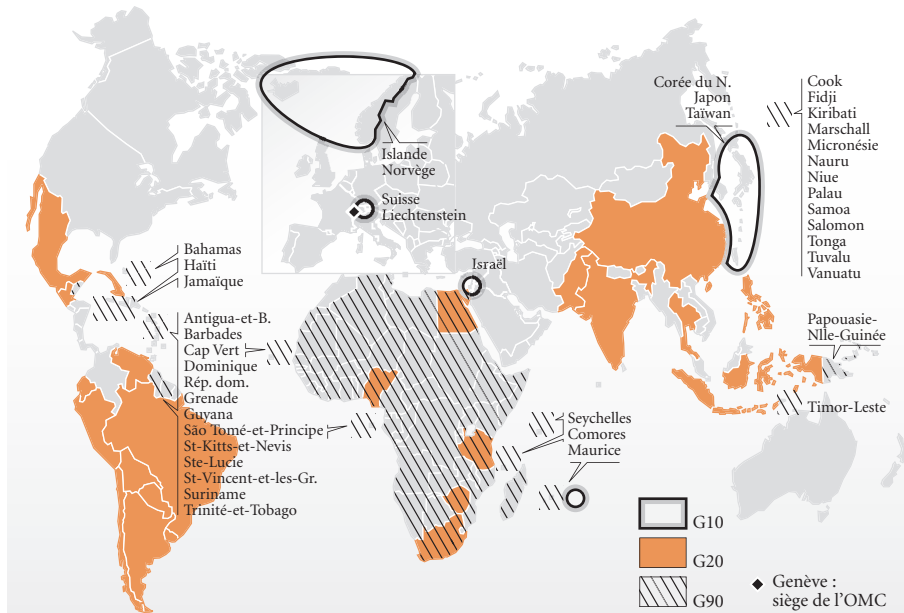 Corée du N.
Japon
Taïwan
Cook
Fidji
Kiribati
Marschall
Micronésie
Nauru
Niue
Palau
Samoa
Salomon
Tonga
Tuvalu
Vanuatu
Islande
Norvège
Suisse
Liechtenstein
Israël
Bahamas
Haïti
Jamaïque
Antigua-et-B.
Barbades
Cap Vert
Dominique
Rép. dom.
Grenade
Guyana
São Tomé-et-Principe
St-Kitts-et-Nevis
Ste-Lucie
St-Vincent-et-les-Gr.
Suriname
Trinité-et-Tobago
Papouasie-
Nlle-Guinée
Timor-Leste
Seychelles
Comores
Maurice
G10
G20
G90
Genève :
siège de l'OMC